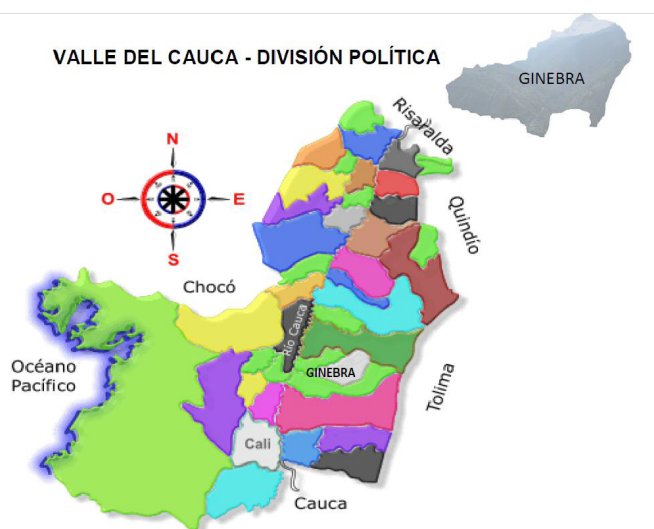 VALLE DEL CAUCA - DIVISIÓN POLÍTICA
GINEBRA
Risaralda
N
O
E
S
Quindío
Chocó
Río Cauca
Océano
Pacífico
GINEBRA
Tolima
Cali
Cauca